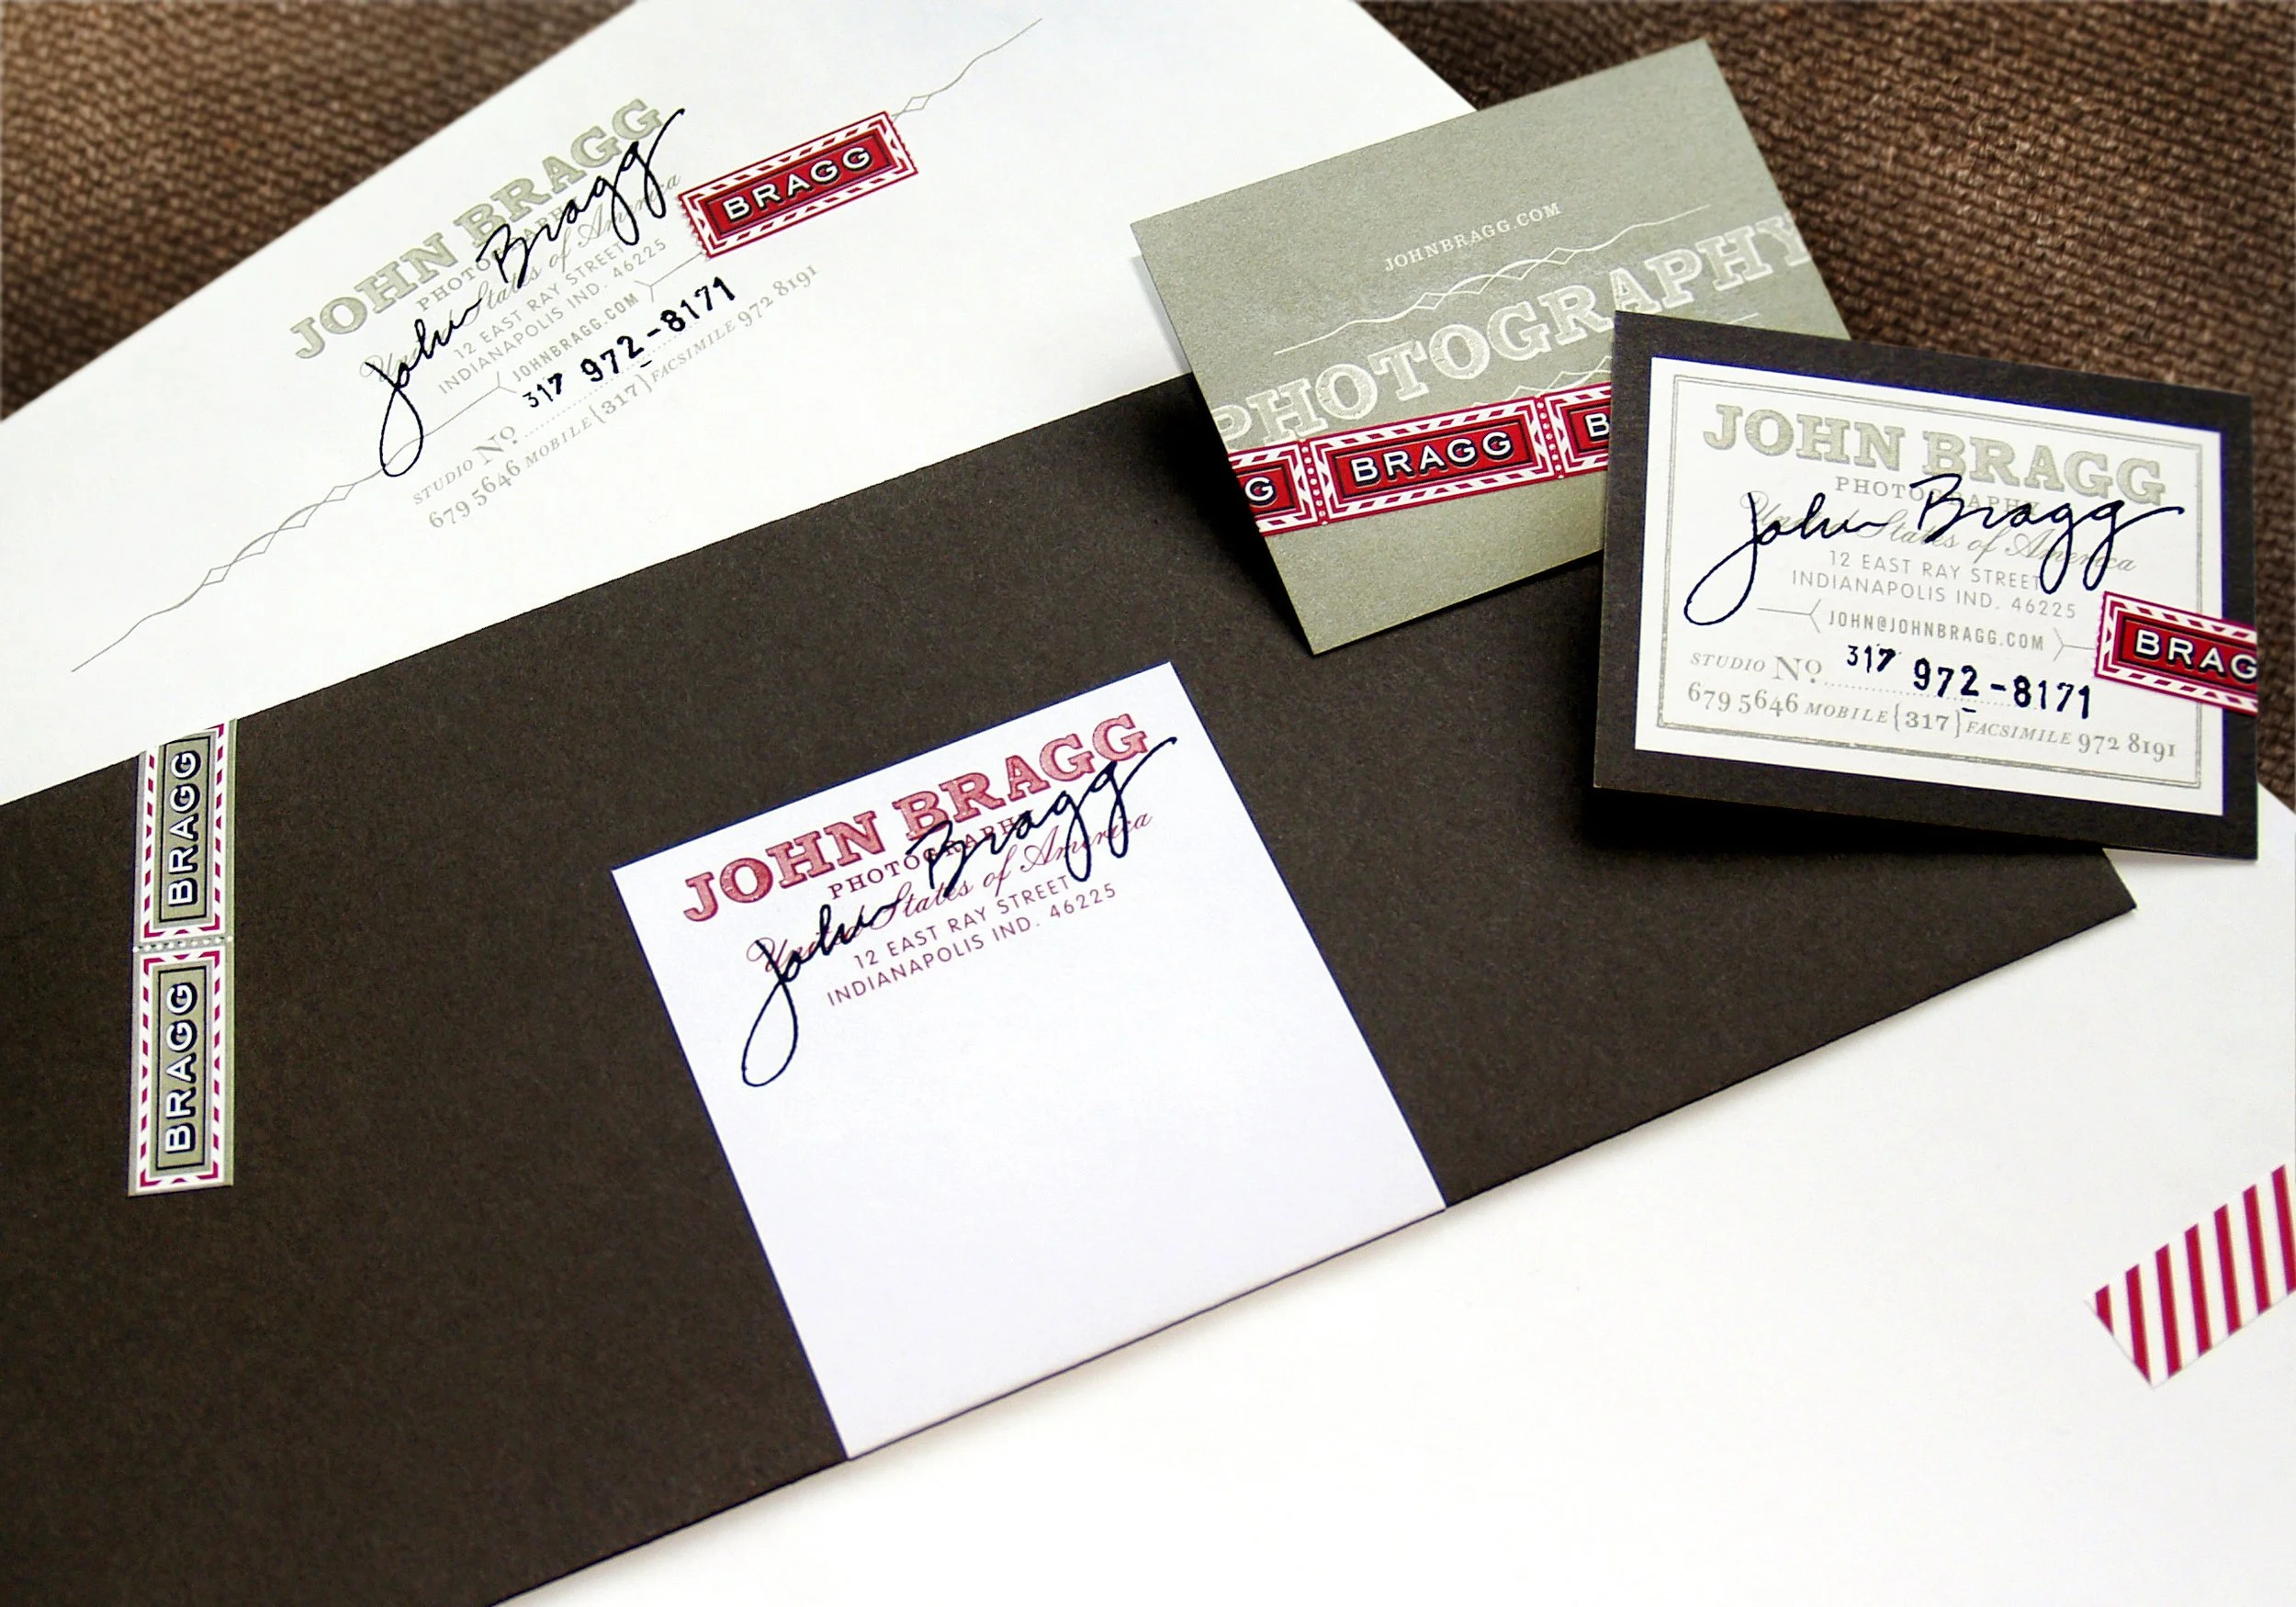 JOHN BRAGG
PHOTOGRAPHY
United States of America
John Bragg
12 EAST RAY STREET
INDIANAPOLIS IND. 46225
JOHNBRAGG.COM
BRAGG
STUDIO No. 317 972-8171
679 5646 MOBILE {317} FACSIMILE 972 8191
JOHNBRAGG.COM
PHOTOGRAPHY
G BRAGG B
JOHN BRAGG
PHOTOGRAPHY
United States of America
John Bragg
12 EAST RAY STREET
INDIANAPOLIS IND. 46225
JOHN@JOHNBRAGG.COM
BRAG
STUDIO No. 317 972-8171
679 5646 MOBILE {317} FACSIMILE 972 8191
BRAGG
BRAGG
JOHN BRAGG
PHOTOGRAPHY
United States of America
John Bragg
12 EAST RAY STREET
INDIANAPOLIS IND. 46225